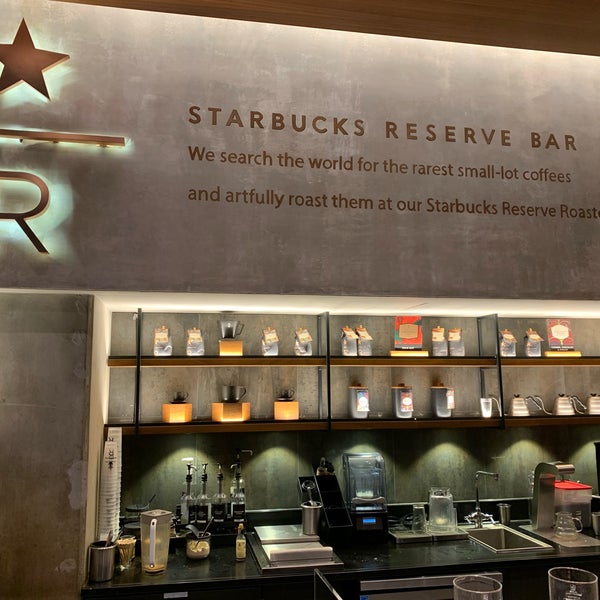 R
STARBUCKS RESERVE BAR
We search the world for the rarest small-lot coffees
and artfully roast them at our Starbucks Reserve Roaste